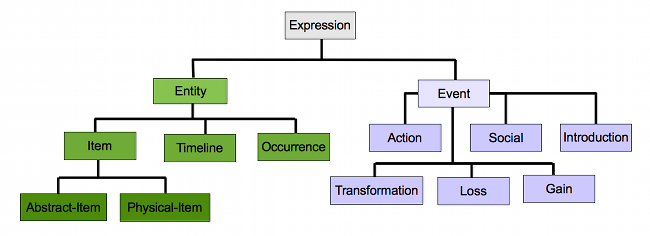 Expression
Entity
Event
Item
Timeline
Occurrence
Action
Social
Introduction
Abstract-Item
Physical-Item
Transformation
Loss
Gain